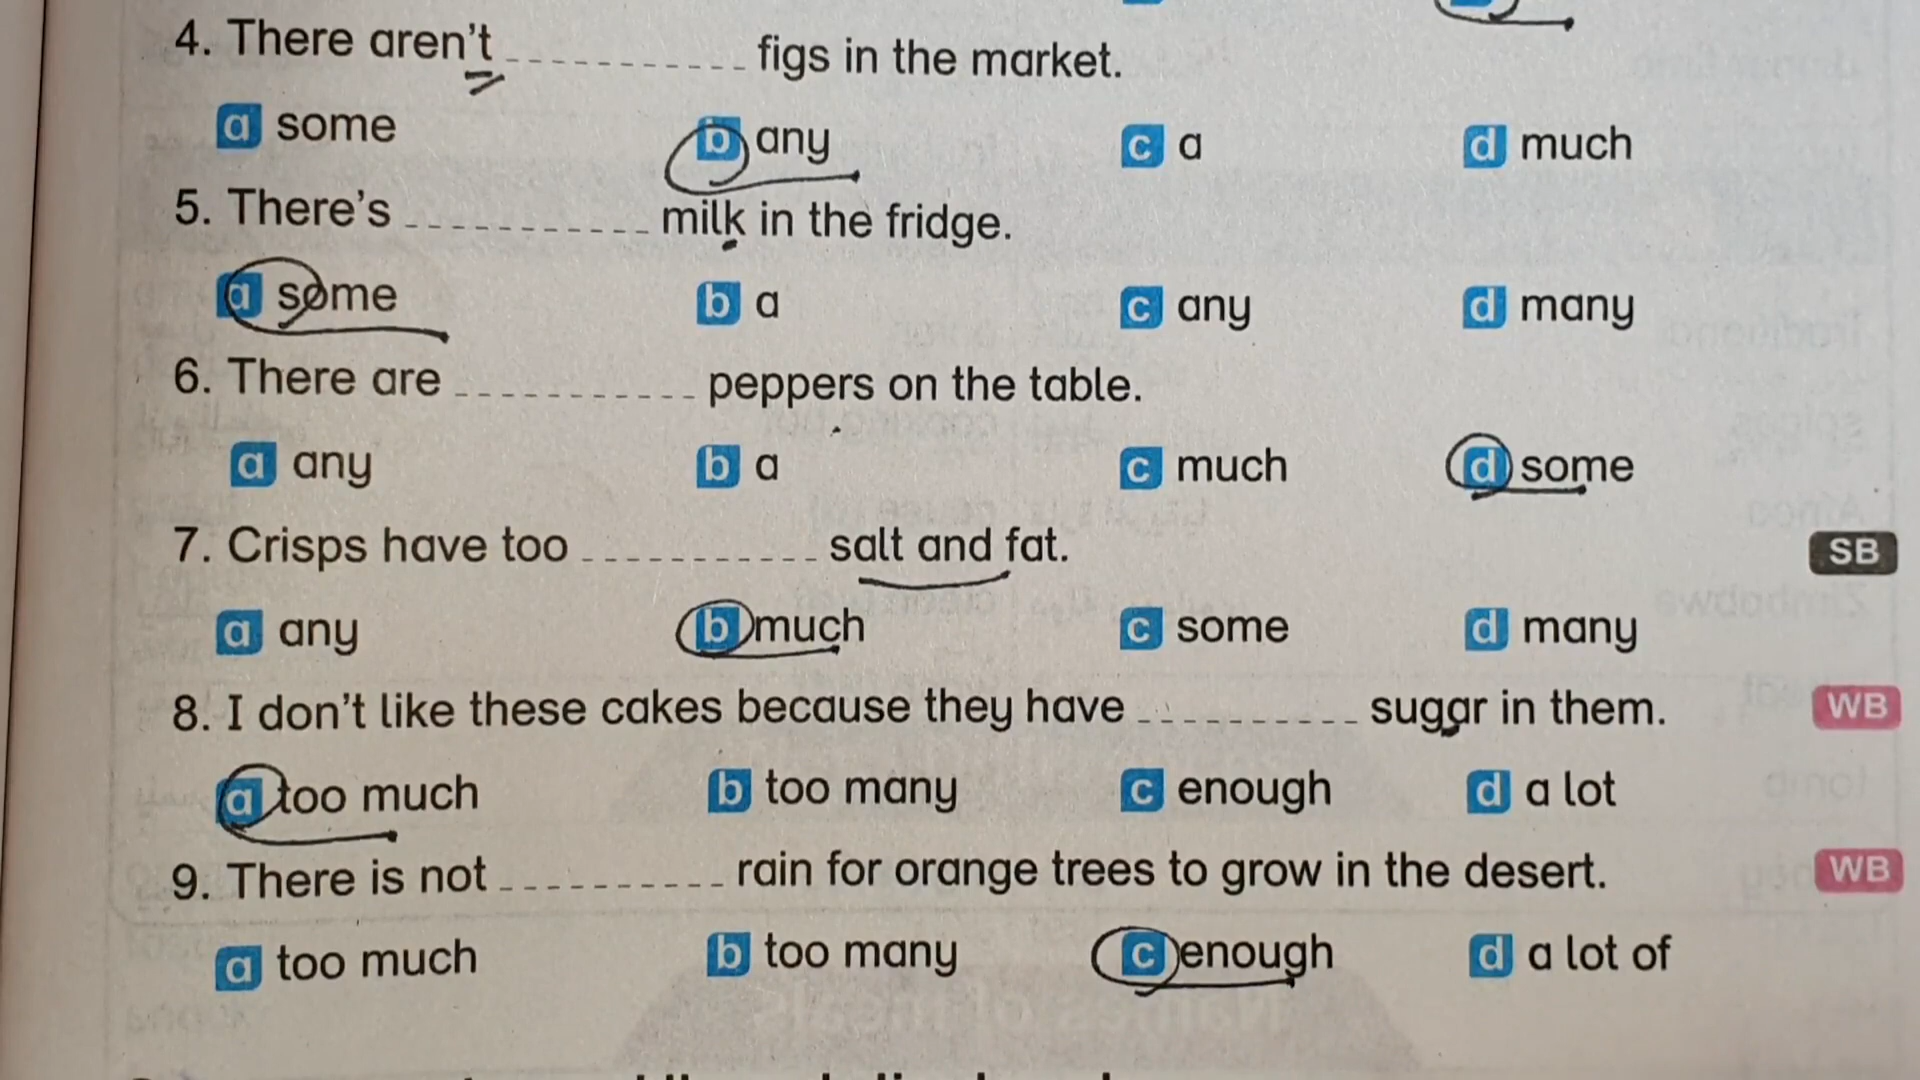 4. There aren't ........... figs in the market.
a some b any c a d much
5. There's ........... milk in the fridge.
a some b a c any d many
6. There are ........... peppers on the table.
a any b a c much d some
7. Crisps have too ........... salt and fat. SB
a any b much c some d many
8. I don't like these cakes because they have ........... sugar in them. WB
a too much b too many c enough d a lot
9. There is not ........... rain for orange trees to grow in the desert. WB
a too much b too many c enough d a lot of